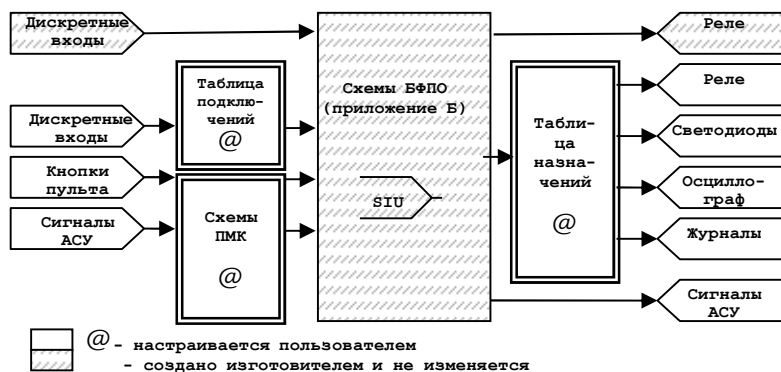 Дискретные
входы
Таблица
подклю-
чений
@
Дискретные
входы
Кнопки
пульта
Сигналы
АСУ
Схемы
ПМК
@
Схемы БФПО
(приложение Б)
SIU
Табли-
ца
назна-
чений
@
Реле
Реле
Светодиоды
Осцилло-
граф
Журналы
Сигналы
АСУ
@ - настраивается пользователем
- создано изготовителем и не изменяется